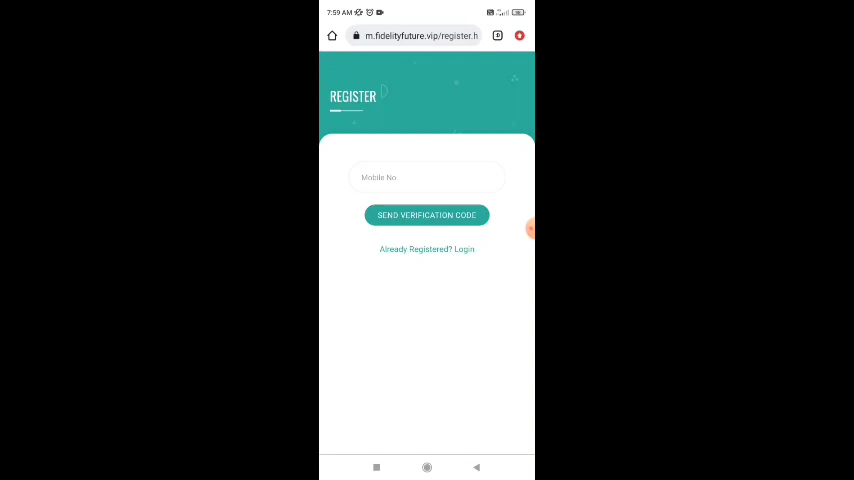 7:59 AM
m.fidelityfuture.vip/register.h
REGISTER
Mobile No
SEND VERIFICATION CODE
Already Registered? Login